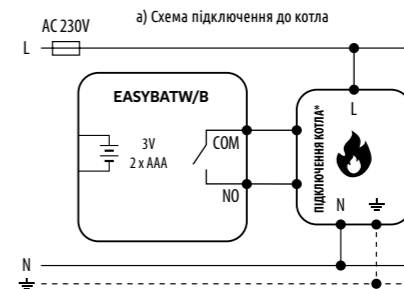 а) Схема підключення до котла
AC 230V
L
EASYBATW/B
3V
2 x AAA
COM
NO
ПІДКЛЮЧЕННЯ КОТЛА*
L
N
N